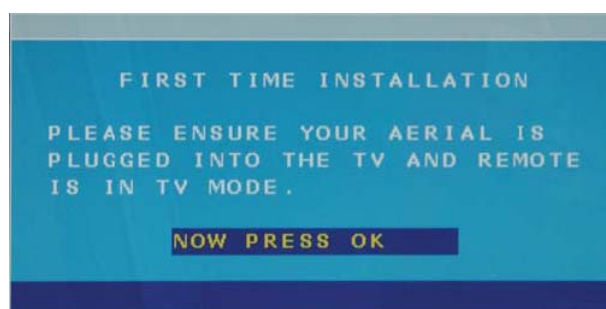 FIRST TIME INSTALLATION
PLEASE ENSURE YOUR AERIAL IS
PLUGGED INTO THE TV AND REMOTE
IS IN TV MODE.
NOW PRESS OK